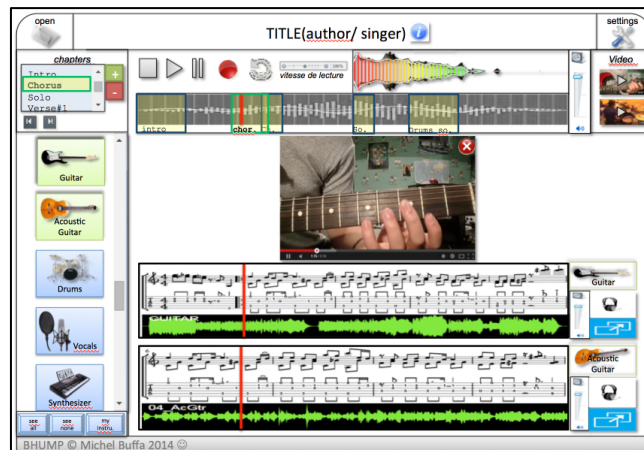 open
TITLE(author/ singer)
settings
chapters
Intro
Chorus
Solo
Verse#1
+
-
vitesse de lecture
100%
Video
intro
chor.
So.
Drums so.
Guitar
Acoustic
Guitar
Drums
Vocals
Synthesizer
GUITAR
Guitar
04_AcGtr
Acoustic
Guitar
see
all
see
none
my
instru.
BHUMP © Michel Buffa 2014 ☺